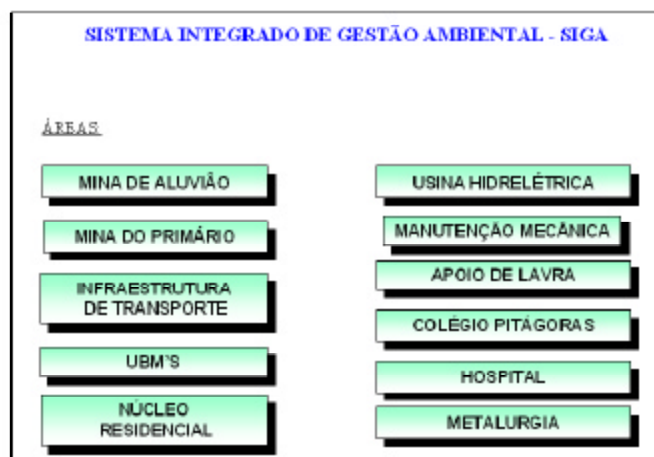 SISTEMA INTEGRADO DE GESTÃO AMBIENTAL - SIGA
ÁREAS:
MINA DE ALUVIÃO
MINA DO PRIMÁRIO
INFRAESTRUTURA
DE TRANSPORTE
UBM'S
NÚCLEO
RESIDENCIAL
USINA HIDRELÉTRICA
MANUTENÇÃO MECÂNICA
APOIO DE LAVRA
COLÉGIO PITÁGORAS
HOSPITAL
METALURGIA